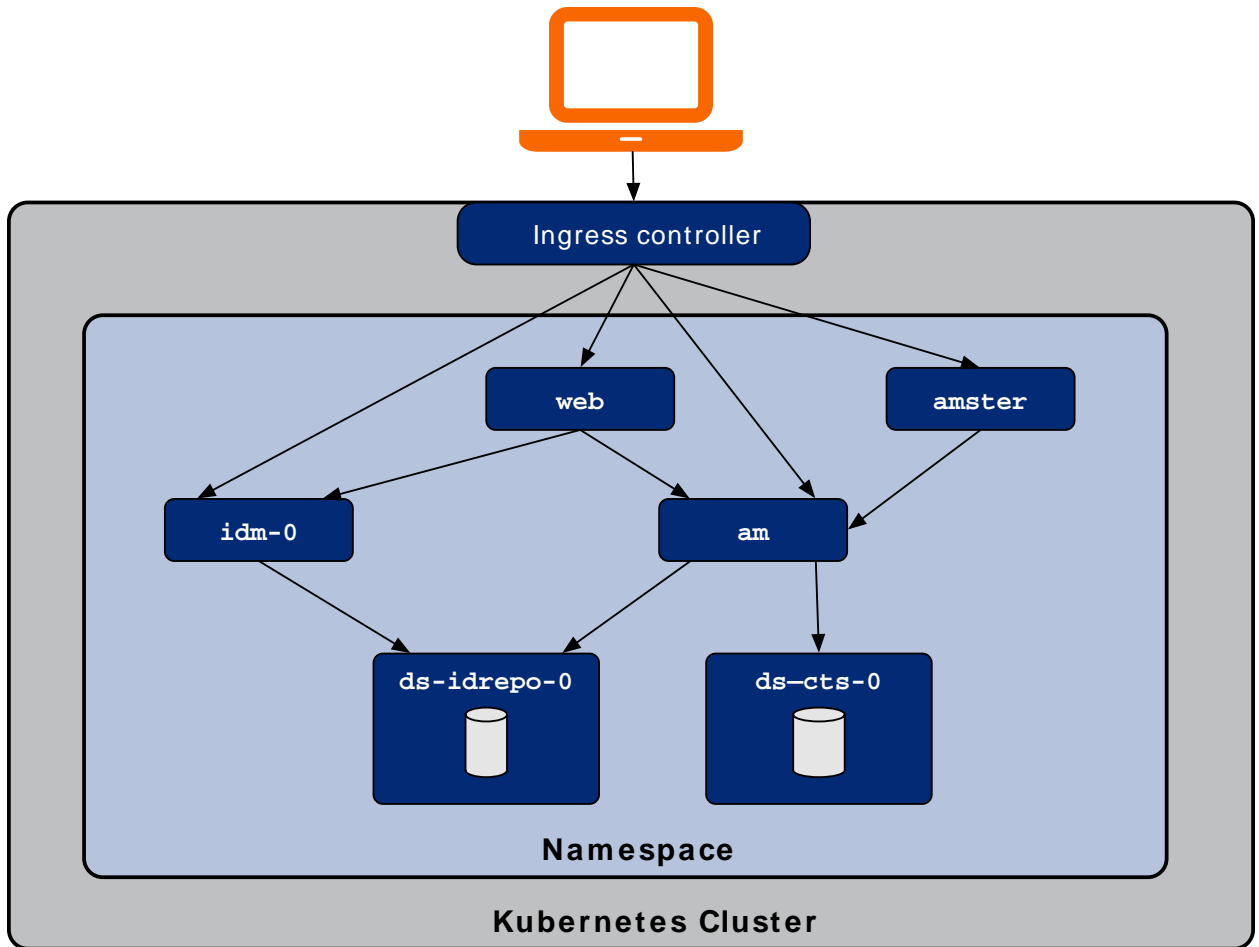 Ingress controller
web
amster
idm-0
am
ds-idrepo-0
ds—cts-0
Namespace
Kubernetes Cluster